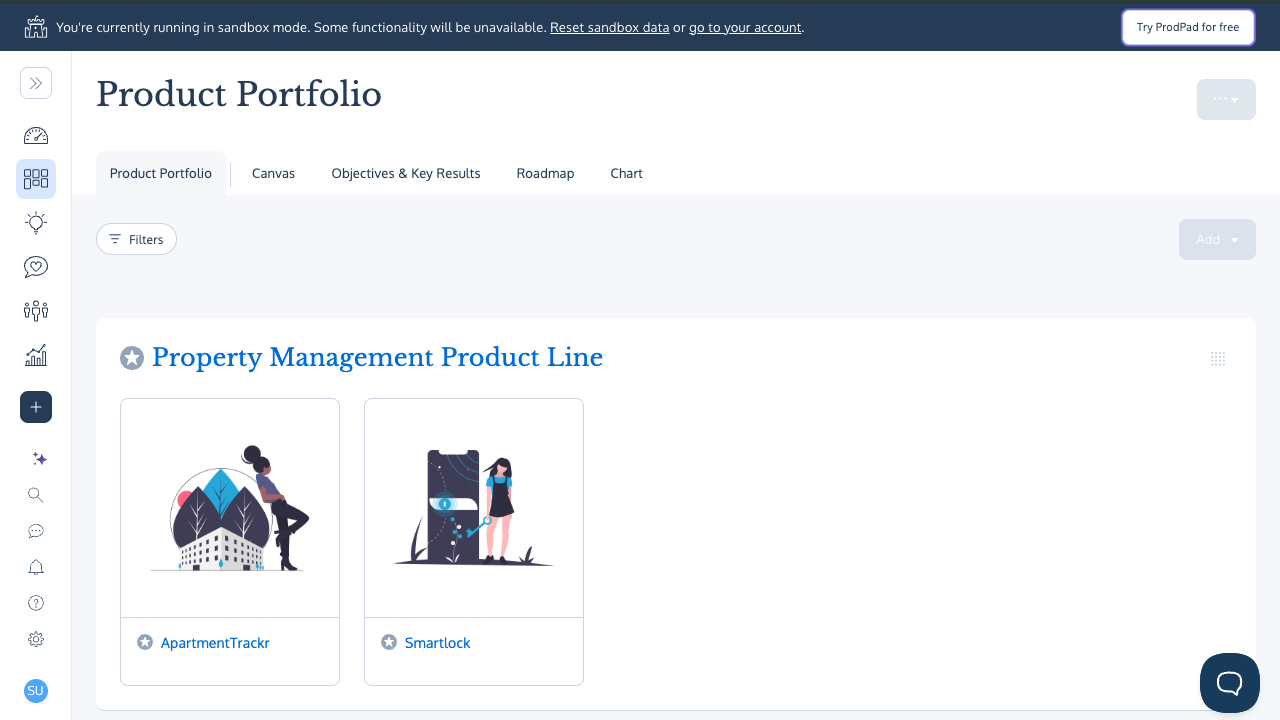 You're currently running in sandbox mode. Some functionality will be unavailable. Reset sandbox data or go to your account.
Try ProdPad for free
Product Portfolio
Product Portfolio
Canvas
Objectives & Key Results
Roadmap
Chart
Filters
Add
Property Management Product Line
ApartmentTrackr
Smartlock
SU